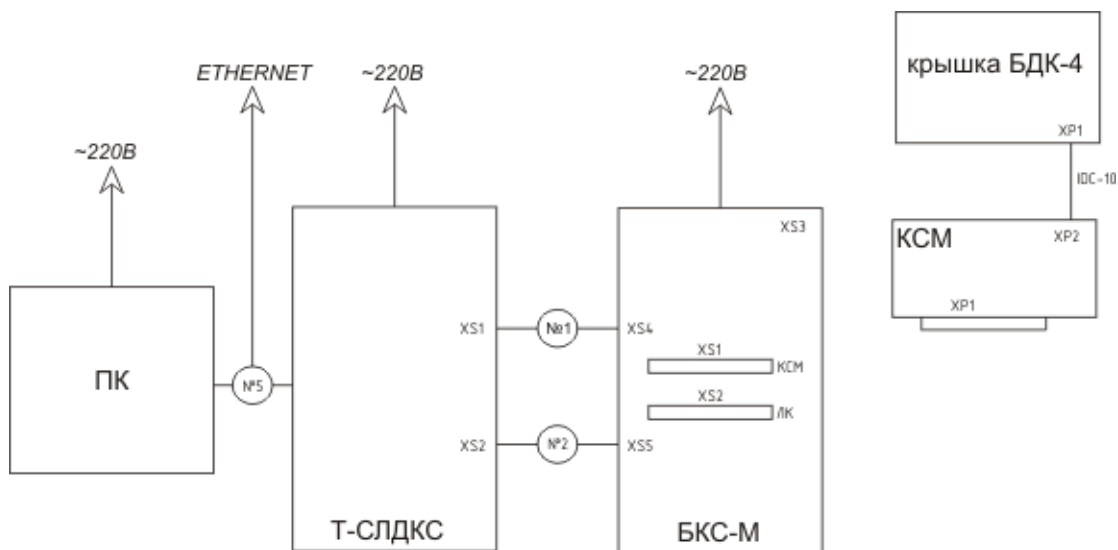 ETHERNET
~220В
~220В
крышка БДК-4
XP1
~220В
IDC-10
XS3
КСМ
XP2
XP1
XS1
№1
XS4
XS1
КСМ
ПК
№5
XS2
ЛК
XS2
№2
XS5
Т-СЛДКС
БКС-М